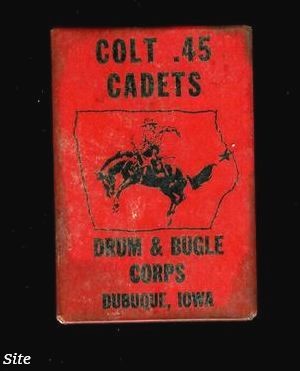 COLT .45
CADETS
DRUM & BUGLE
CORPS
DUBUQUE, IOWA
Site